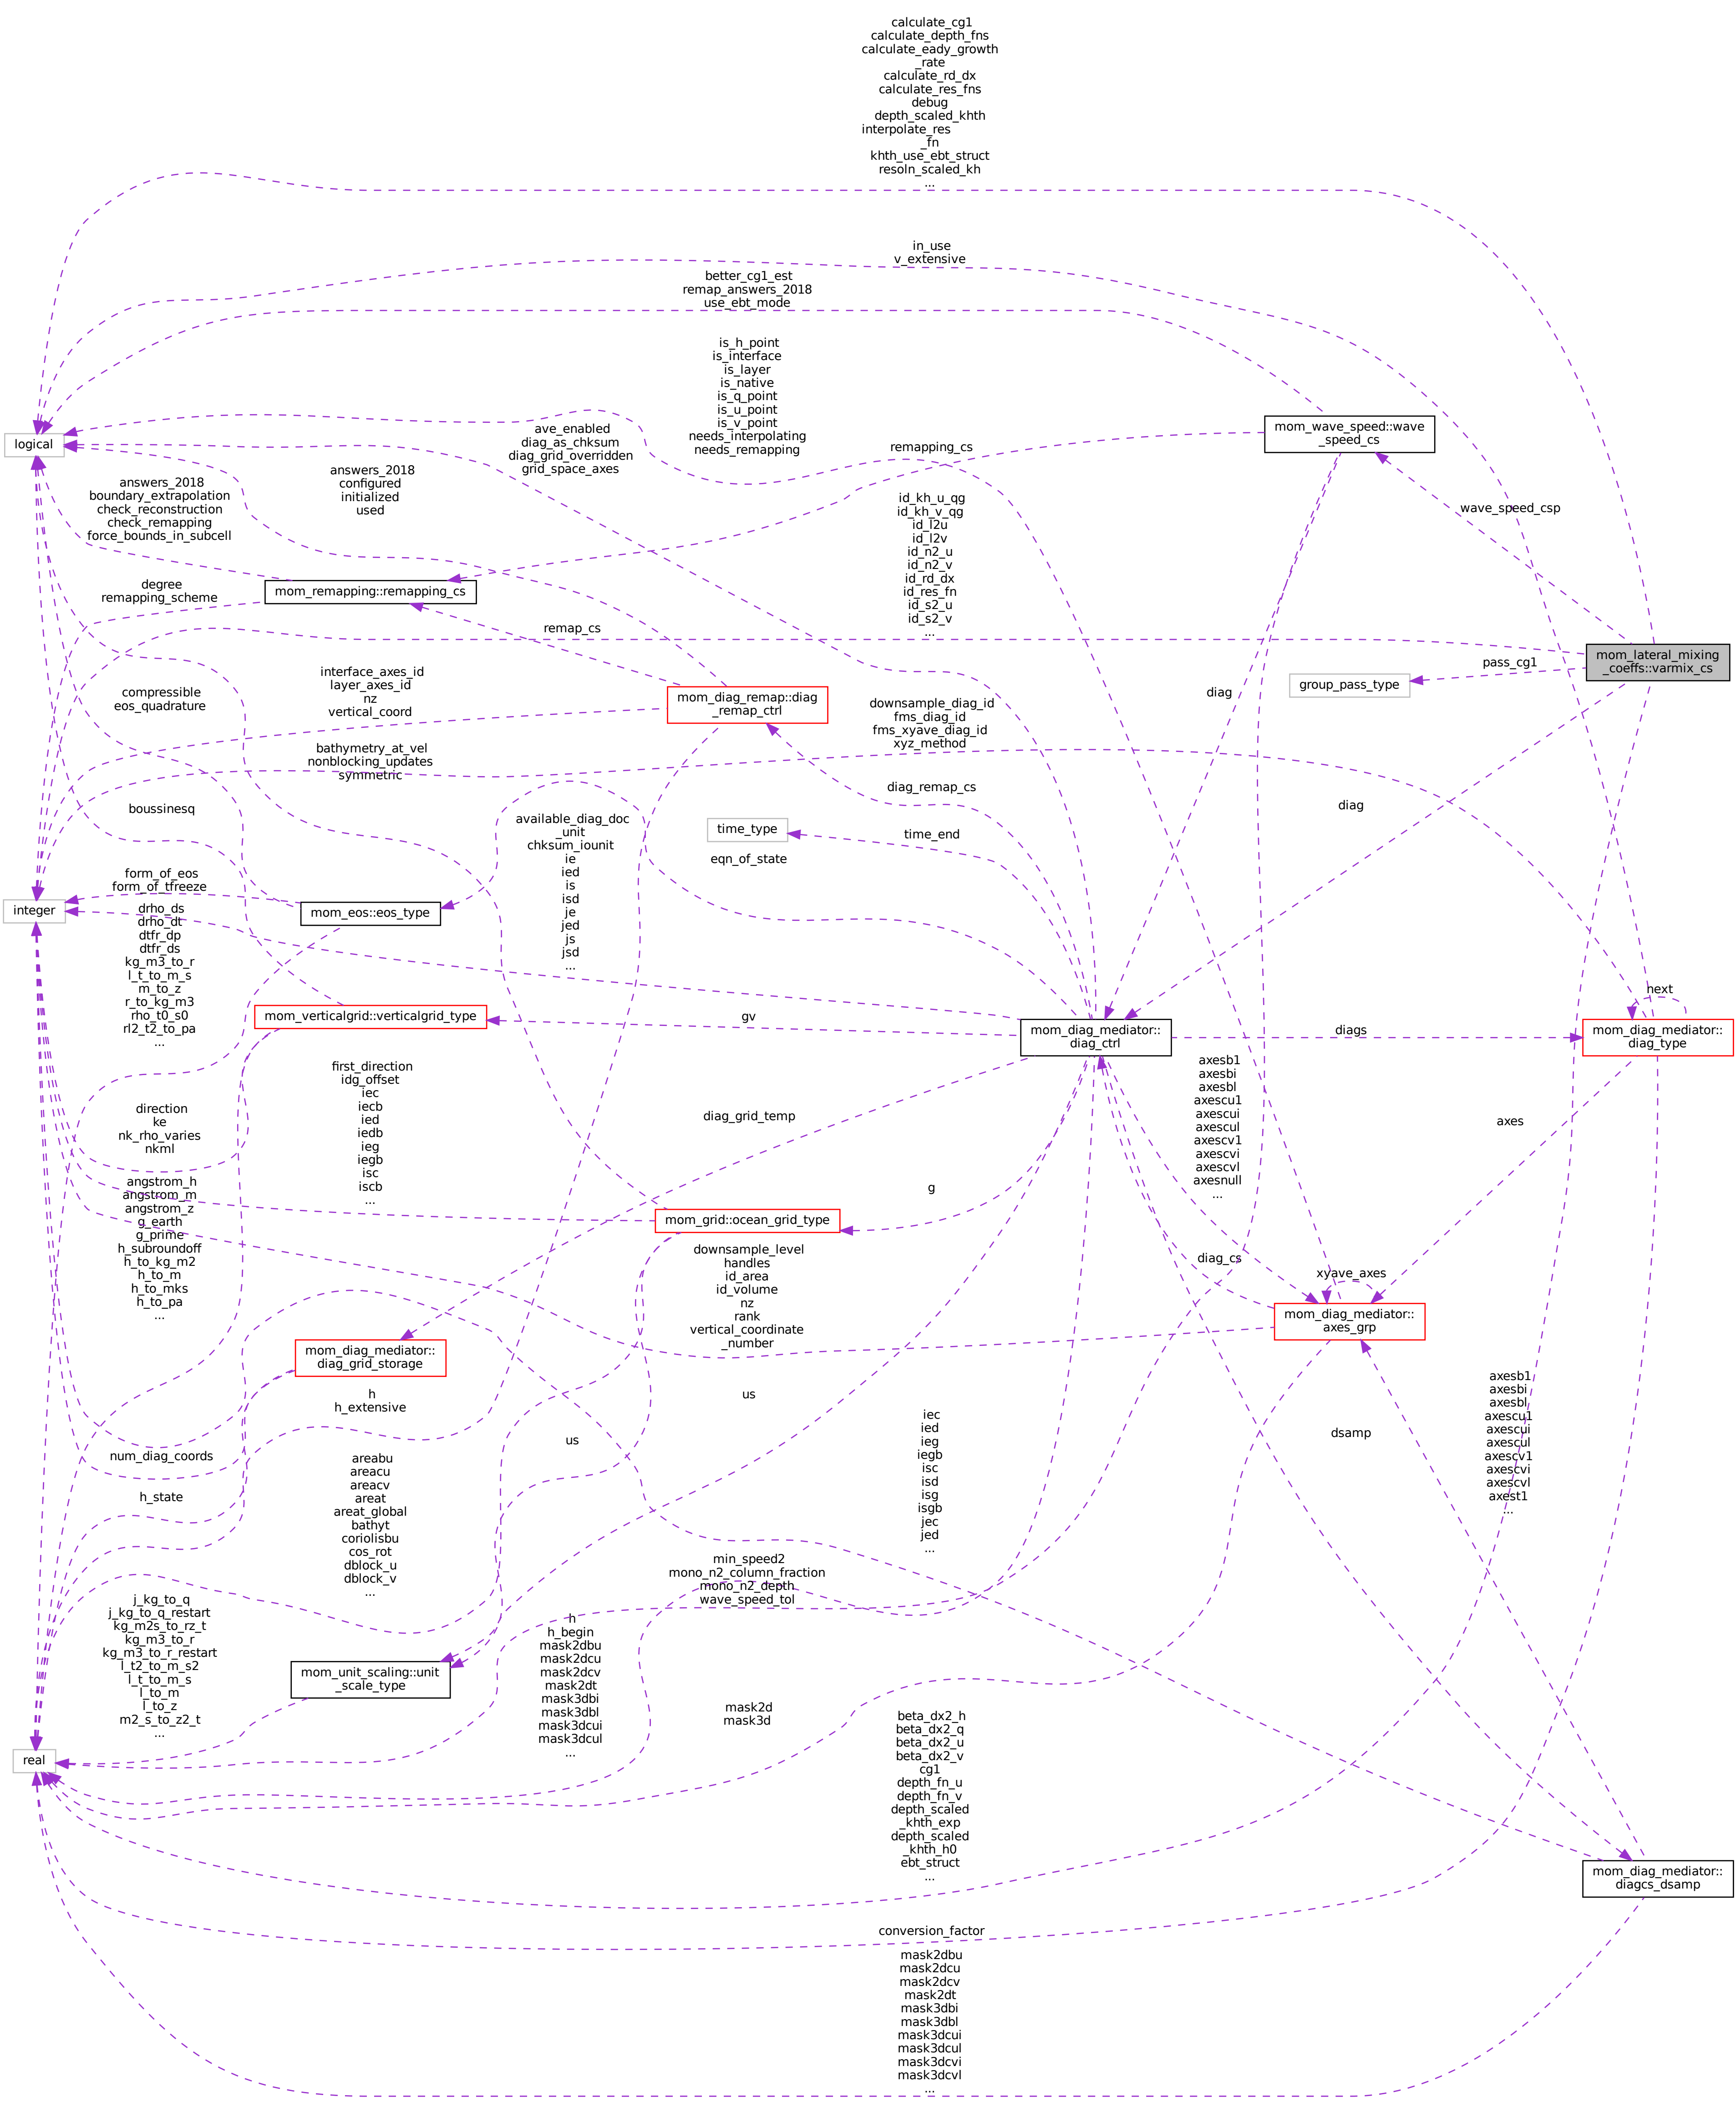 calculate_cg1
calculate_depth_fns
calculate_eady_growth
_rate
calculate_rd_dx
calculate_res_fns
debug
depth_scaled_khth
interpolate_res
_fn
khth_use_ebt_struct
resoln_scaled_kh
...
in_use
v_extensive
better_cg1_est
remap_answers_2018
use_ebt_mode
is_h_point
is_interface
is_layer
is_native
is_q_point
is_u_point
is_v_point
needs_interpolating
needs_remapping
mom_wave_speed::wave
_speed_cs
logical
ave_enabled
diag_as_chksum
diag_grid_overridden
grid_space_axes
remapping_cs
answers_2018
configured
initialized
used
answers_2018
boundary_extrapolation
check_reconstruction
check_remapping
force_bounds_in_subcell
id_kh_u_qg
id_kh_v_qg
id_l2u
id_l2v
id_n2_u
id_n2_v
id_rd_dx
id_res_fn
id_s2_u
id_s2_v
...
wave_speed_csp
mom_remapping::remapping_cs
degree
remapping_scheme
remap_cs
mom_lateral_mixing
_coeffs::varmix_cs
pass_cg1
group_pass_type
interface_axes_id
layer_axes_id
nz
vertical_coord
compressible
eos_quadrature
mom_diag_remap::diag
_remap_ctrl
diag
downsample_diag_id
fms_diag_id
fms_xyave_diag_id
xyz_method
bathymetry_at_vel
nonblocking_updates
symmetric
diag_remap_cs
diag
boussinesq
available_diag_doc
_unit
chksum_iounit
ie
ied
is
isd
je
jed
js
jsd
...
time_type
time_end
eqn_of_state
form_of_eos
form_of_tfreeze
integer
mom_eos::eos_type
drho_ds
drho_dt
dtfr_dp
dtfr_ds
kg_m3_to_r
l_t_to_m_s
m_to_z
r_to_kg_m3
rho_t0_s0
rl2_t2_to_pa
...
mom_verticalgrid::verticalgrid_type
gv
mom_diag_mediator::
diag_ctrl
diags
next
mom_diag_mediator::
diag_type
first_direction
idg_offset
iec
iecb
ied
iedb
ieg
iegb
isc
iscb
...
direction
ke
nk_rho_varies
nkml
diag_grid_temp
axesb1
axesbi
axesbl
axescu1
axescui
axescul
axescv1
axescvi
axescvl
axesnull
...
axes
angstrom_h
angstrom_m
angstrom_z
g_earth
g_prime
h_subroundoff
h_to_kg_m2
h_to_m
h_to_mks
h_to_pa
...
g
mom_grid::ocean_grid_type
downsample_level
handles
id_area
id_volume
nz
rank
vertical_coordinate
_number
diag_cs
xyave_axes
mom_diag_mediator::
axes_grp
mom_diag_mediator::
diag_grid_storage
h
h_extensive
us
axesb1
axesbi
axesbl
axescu1
axescui
axescul
axescv1
axescvi
axescvl
axest1
...
num_diag_coords
us
iec
ied
ieg
iegb
isc
isd
isg
isgb
jec
jed
...
dsamp
h_state
areabu
areacu
areacv
areat
areat_global
bathyt
coriolisbu
cos_rot
dblock_u
dblock_v
...
min_speed2
mono_n2_column_fraction
mono_n2_depth
wave_speed_tol
j_kg_to_q
j_kg_to_q_restart
kg_m2s_to_rz_t
kg_m3_to_r
kg_m3_to_r_restart
l_t2_to_m_s2
l_t_to_m_s
l_to_m
l_to_z
m2_s_to_z2_t
...
mom_unit_scaling::unit
_scale_type
h
h_begin
mask2dbu
mask2dcu
mask2dcv
mask2dt
mask3dbi
mask3dbl
mask3dcui
mask3dcul
...
mask2d
mask3d
real
beta_dx2_h
beta_dx2_q
beta_dx2_u
beta_dx2_v
cg1
depth_fn_u
depth_fn_v
depth_scaled
_khth_exp
depth_scaled
_khth_h0
ebt_struct
...
mom_diag_mediator::
diagcs_dsamp
conversion_factor
mask2dbu
mask2dcu
mask2dcv
mask2dt
mask3dbi
mask3dbl
mask3dcui
mask3dcul
mask3dcvi
mask3dcvl
...